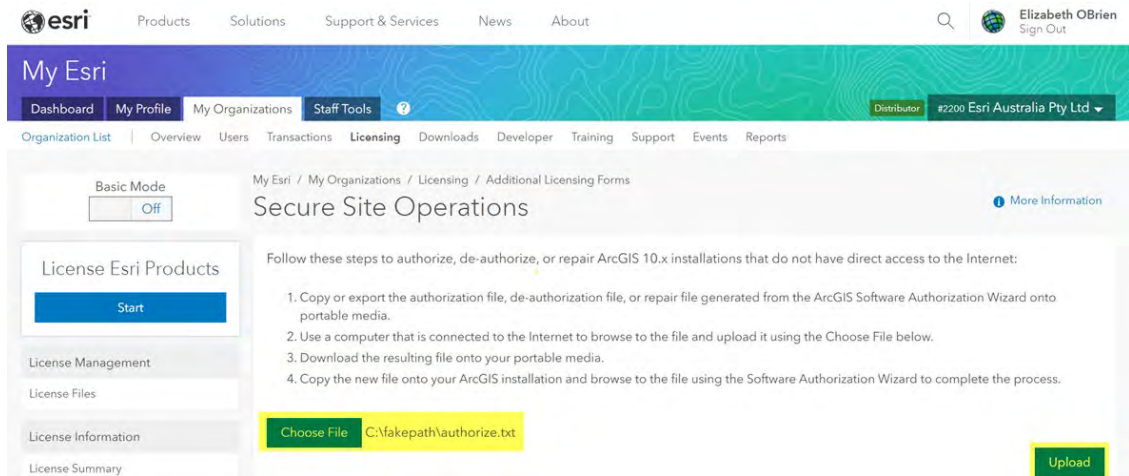 esri Products Solutions Support & Services News About Elizabeth OBrien
Sign Out
My Esri
Dashboard My Profile My Organizations Staff Tools ? Distributor #2200 Esri Australia Pty Ltd
Organization List | Overview Users Transactions Licensing Downloads Developer Training Support Events Reports
Basic Mode
Off
License Esri Products
Start
License Management
License Files
License Information
License Summary
My Esri / My Organizations / Licensing / Additional Licensing Forms
Secure Site Operations
More Information
Follow these steps to authorize, de-authorize, or repair ArcGIS 10.x installations that do not have direct access to the Internet:
1. Copy or export the authorization file, de-authorization file, or repair file generated from the ArcGIS Software Authorization Wizard onto
portable media.
2. Use a computer that is connected to the Internet to browse to the file and upload it using the Choose File below.
3. Download the resulting file onto your portable media.
4. Copy the new file onto your ArcGIS installation and browse to the file using the Software Authorization Wizard to complete the process.
Choose File C:\fakepath\authorize.txt
Upload